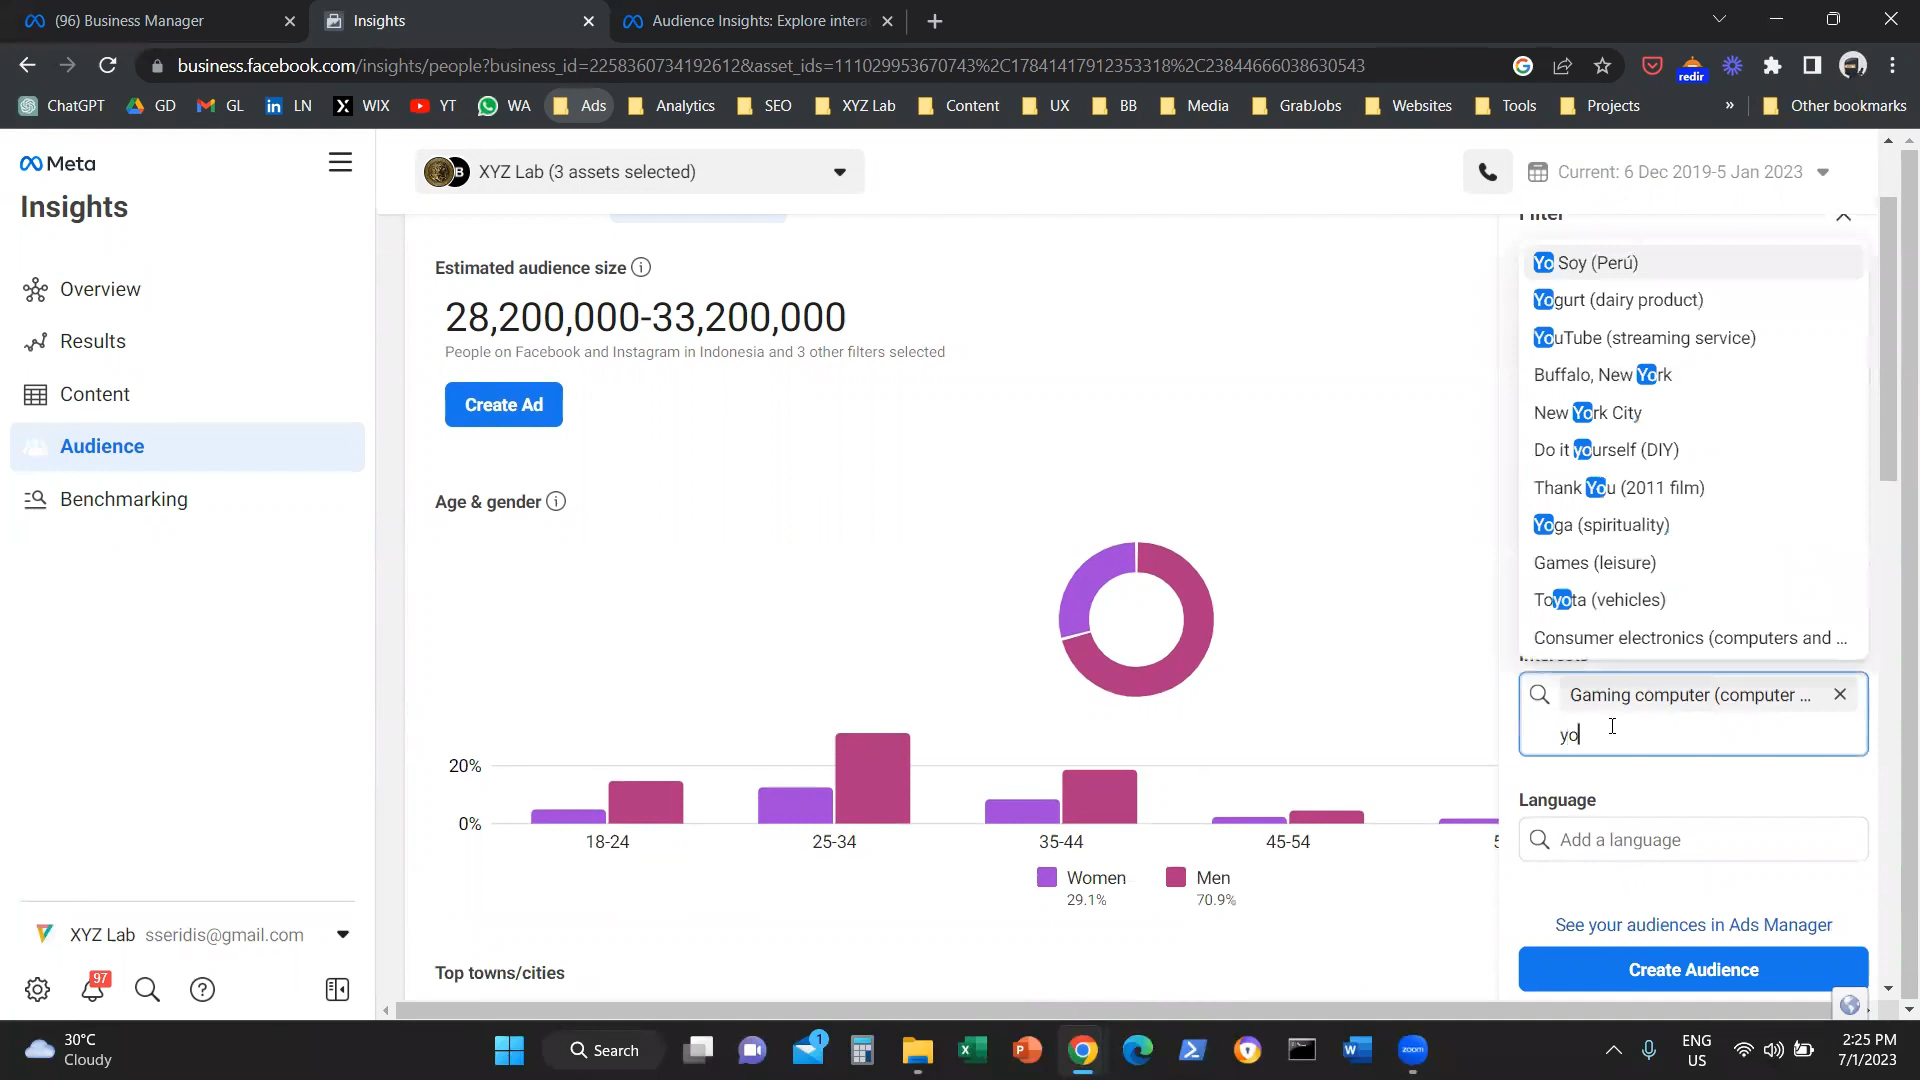 (96) Business Manager
Insights
Audience Insights: Explore intera
business.facebook.com/insights/people?business_id=2258360734192612&asset_ids=111029953670743%2C17841417912353318%2C23844666038630543
redir
ChatGPT
GD
GL
LN
WIX
YT
WA
Ads
Analytics
SEO
XYZ Lab
Content
UX
BB
Media
GrabJobs
Websites
Tools
Projects
»
Other bookmarks
Meta
Insights
Overview
Results
Content
Audience
Benchmarking
XYZ Lab sseridis@gmail.com
97
XYZ Lab (3 assets selected)
Current: 6 Dec 2019-5 Jan 2023
Estimated audience size
28,200,000-33,200,000
People on Facebook and Instagram in Indonesia and 3 other filters selected
Create Ad
Age & gender
20%
0%
18-24
25-34
35-44
45-54
Women
29.1%
Men
70.9%
Top towns/cities
Filter
Yo Soy (Perú)
Yogurt (dairy product)
YouTube (streaming service)
Buffalo, New York
New York City
Do it yourself (DIY)
Thank You (2011 film)
Yoga (spirituality)
Games (leisure)
Toyota (vehicles)
Consumer electronics (computers and ...
Interests
Gaming computer (computer ...
yo
Language
Add a language
See your audiences in Ads Manager
Create Audience
30°C
Cloudy
Search
1
zoom
ENG
US
2:25 PM
7/1/2023